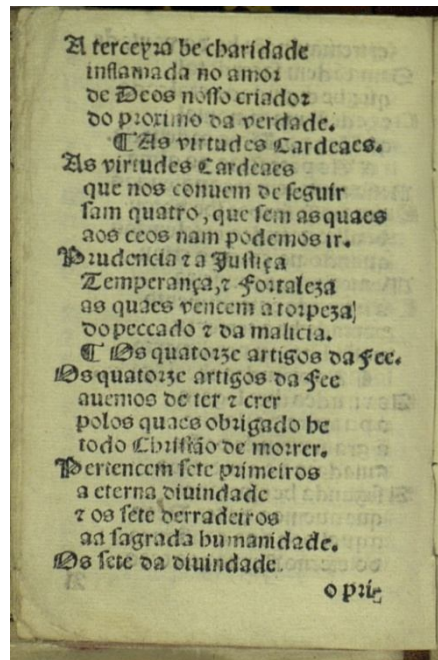 A terceyra he charidade
inflamada no amor
de Deos nosso criador
do proximo da verdade.
¶ As virtudes Cardeaes.
As virtudes Cardeaes
que nos conuem de seguir
sam quatro, que sem as quaes
aos ceos nam podemos ir.
Prudencia ⁊ a Justiça
Temperança, ⁊ Fortaleza
as quaes vencem a torpeza
do peccado ⁊ da malicia.
¶ Os quatorze artigos da fee.
Os quatorze artigos da fee
auemos de ter ⁊ crer
polos quaes obrigado he
todo Christão de morrer.
Pertencem sete primeiros
a eterna diuindade
⁊ os sete derradeiros
aa sagrada humanidade.
Os sete da diuindade
o pri-